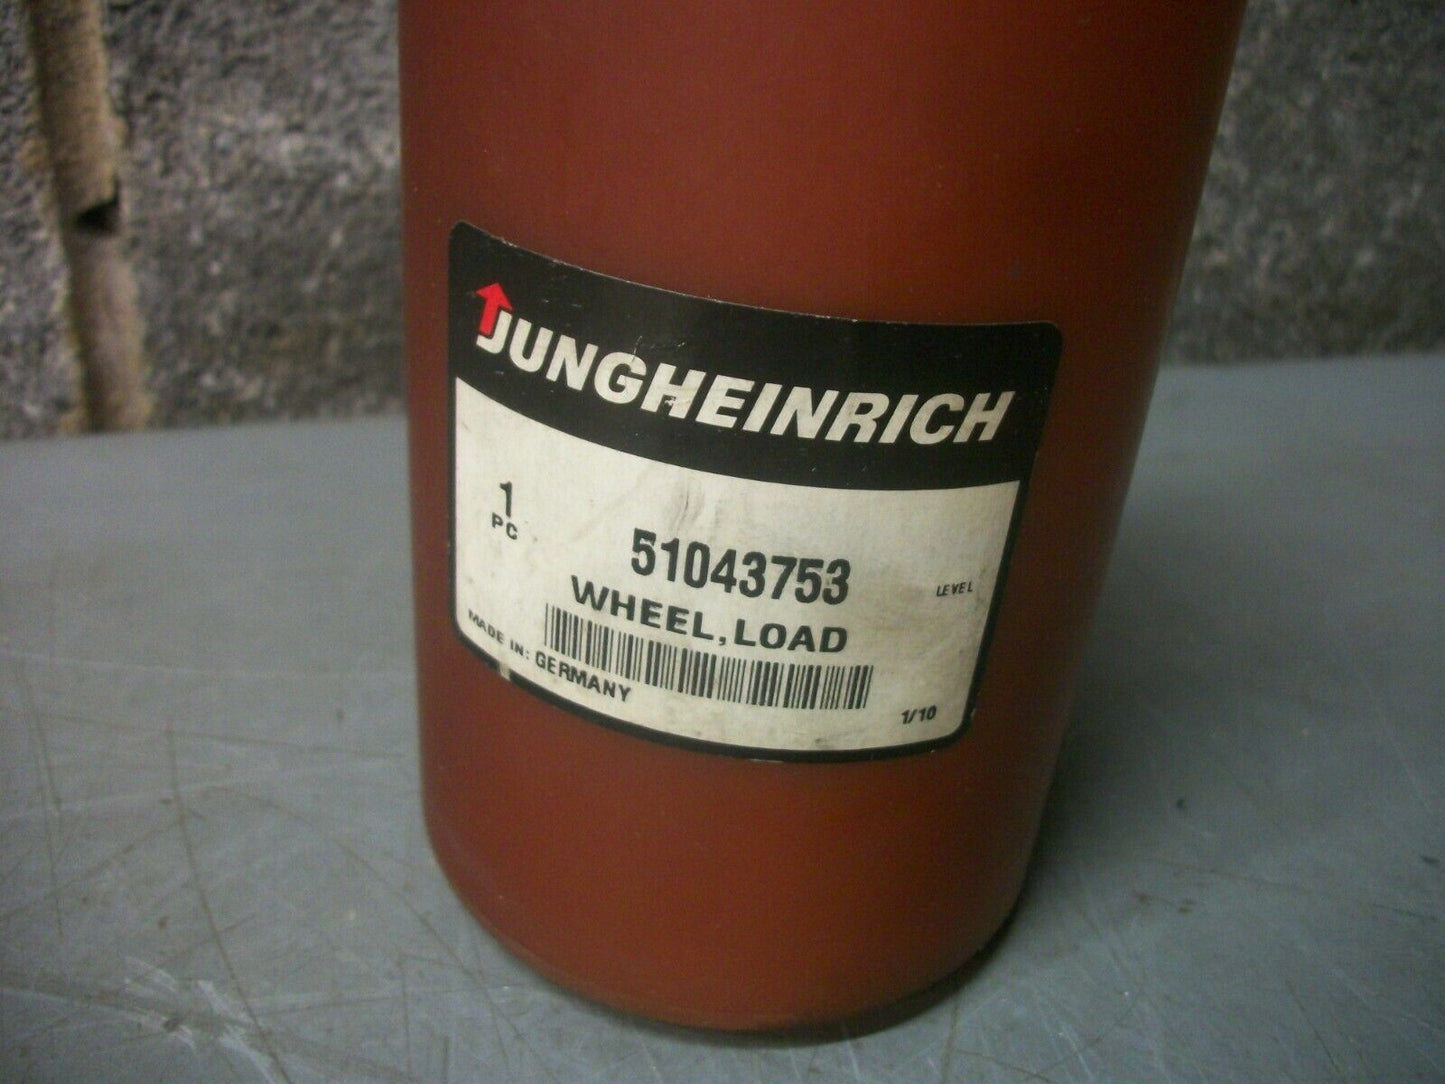 JUNGHEINRICH
1
PC
51043753
LEVEL
WHEEL, LOAD
MADE IN: GERMANY
1/10